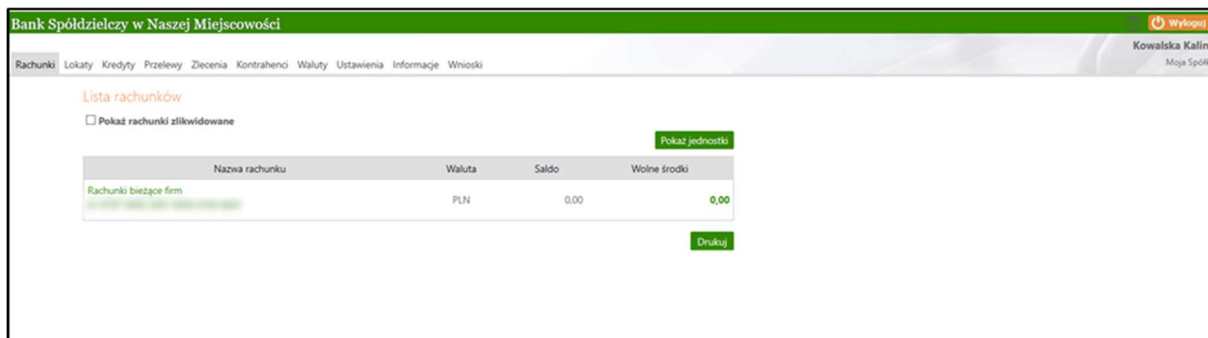 Bank Spółdzielczy w Naszej Miejscowości
Wyloguj
Kowalska Kalin
Moja Spółk
Rachunki Lokaty Kredyty Przelewy Zlecenia Kontrahenci Waluty Ustawienia Informacje Wnioski
Lista rachunków
Pokaż rachunki zlikwidowane
Pokaż jednostki
Nazwa rachunku Waluta Saldo Wolne środki
Rachunki bieżące firm
PLN 0,00 0,00
Drukuj